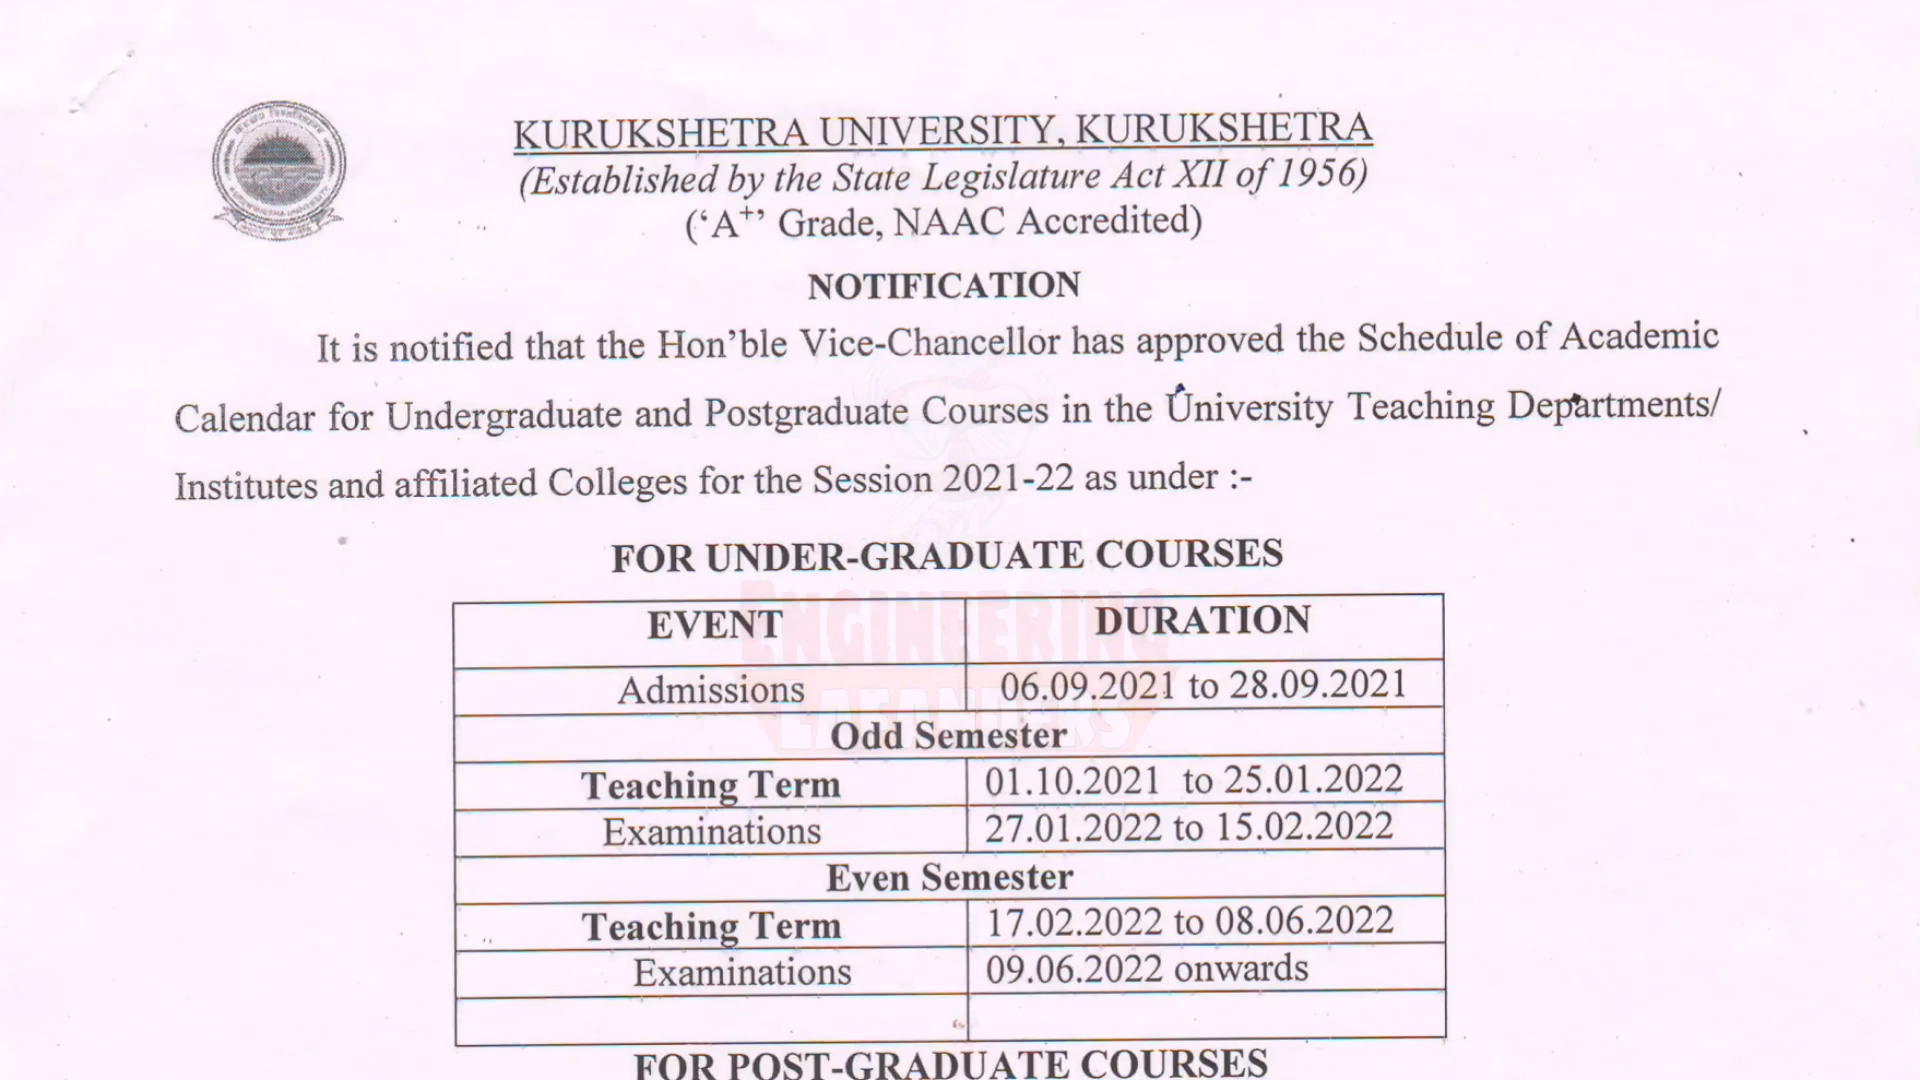 KURUKSHETRA UNIVERSITY, KURUKSHETRA
(Established by the State Legislature Act XII of 1956)
(‘A⁺’ Grade, NAAC Accredited)
NOTIFICATION
It is notified that the Hon’ble Vice-Chancellor has approved the Schedule of Academic
Calendar for Undergraduate and Postgraduate Courses in the University Teaching Departments/
Institutes and affiliated Colleges for the Session 2021-22 as under :-
FOR UNDER-GRADUATE COURSES
EVENT DURATION
ENGINEERING
Admissions 06.09.2021 to 28.09.2021
Odd Semester
Teaching Term 01.10.2021 to 25.01.2022
Examinations 27.01.2022 to 15.02.2022
Even Semester
Teaching Term 17.02.2022 to 08.06.2022
Examinations 09.06.2022 onwards
FOR POST-GRADUATE COURSES